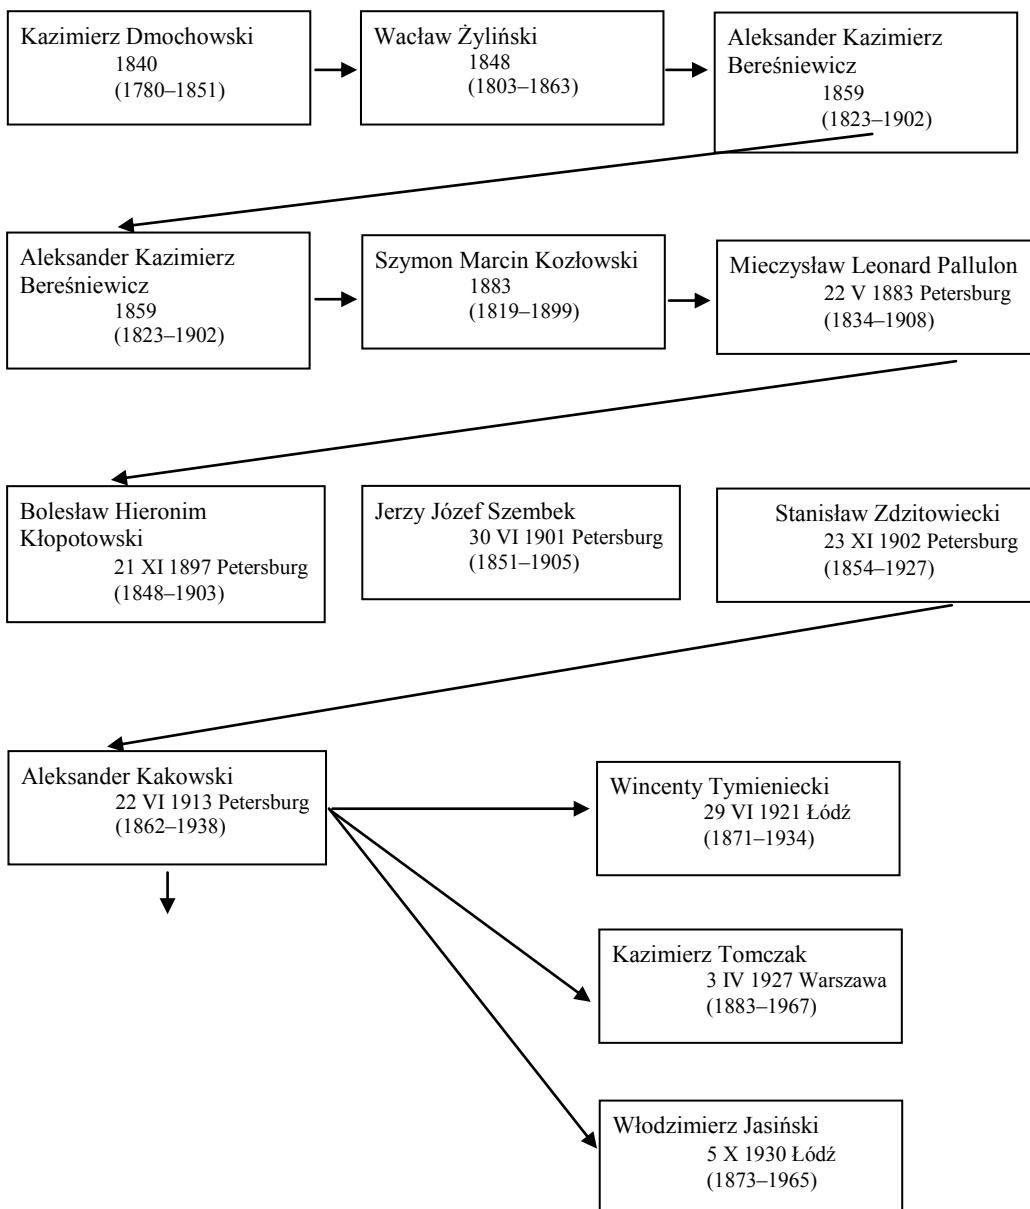 Kazimierz Dmochowski
1840
(1780–1851)
Wacław Żyliński
1848
(1803–1863)
Aleksander Kazimierz
Bereśniewicz
1859
(1823–1902)
Aleksander Kazimierz
Bereśniewicz
1859
(1823–1902)
Szymon Marcin Kozłowski
1883
(1819–1899)
Mieczysław Leonard Pallulon
22 V 1883 Petersburg
(1834–1908)
Bolesław Hieronim
Kłopotowski
21 XI 1897 Petersburg
(1848–1903)
Jerzy Józef Szembek
30 VI 1901 Petersburg
(1851–1905)
Stanisław Zdzitowiecki
23 XI 1902 Petersburg
(1854–1927)
Aleksander Kakowski
22 VI 1913 Petersburg
(1862–1938)
Wincenty Tymieniecki
29 VI 1921 Łódź
(1871–1934)
Kazimierz Tomczak
3 IV 1927 Warszawa
(1883–1967)
Włodzimierz Jasiński
5 X 1930 Łódź
(1873–1965)